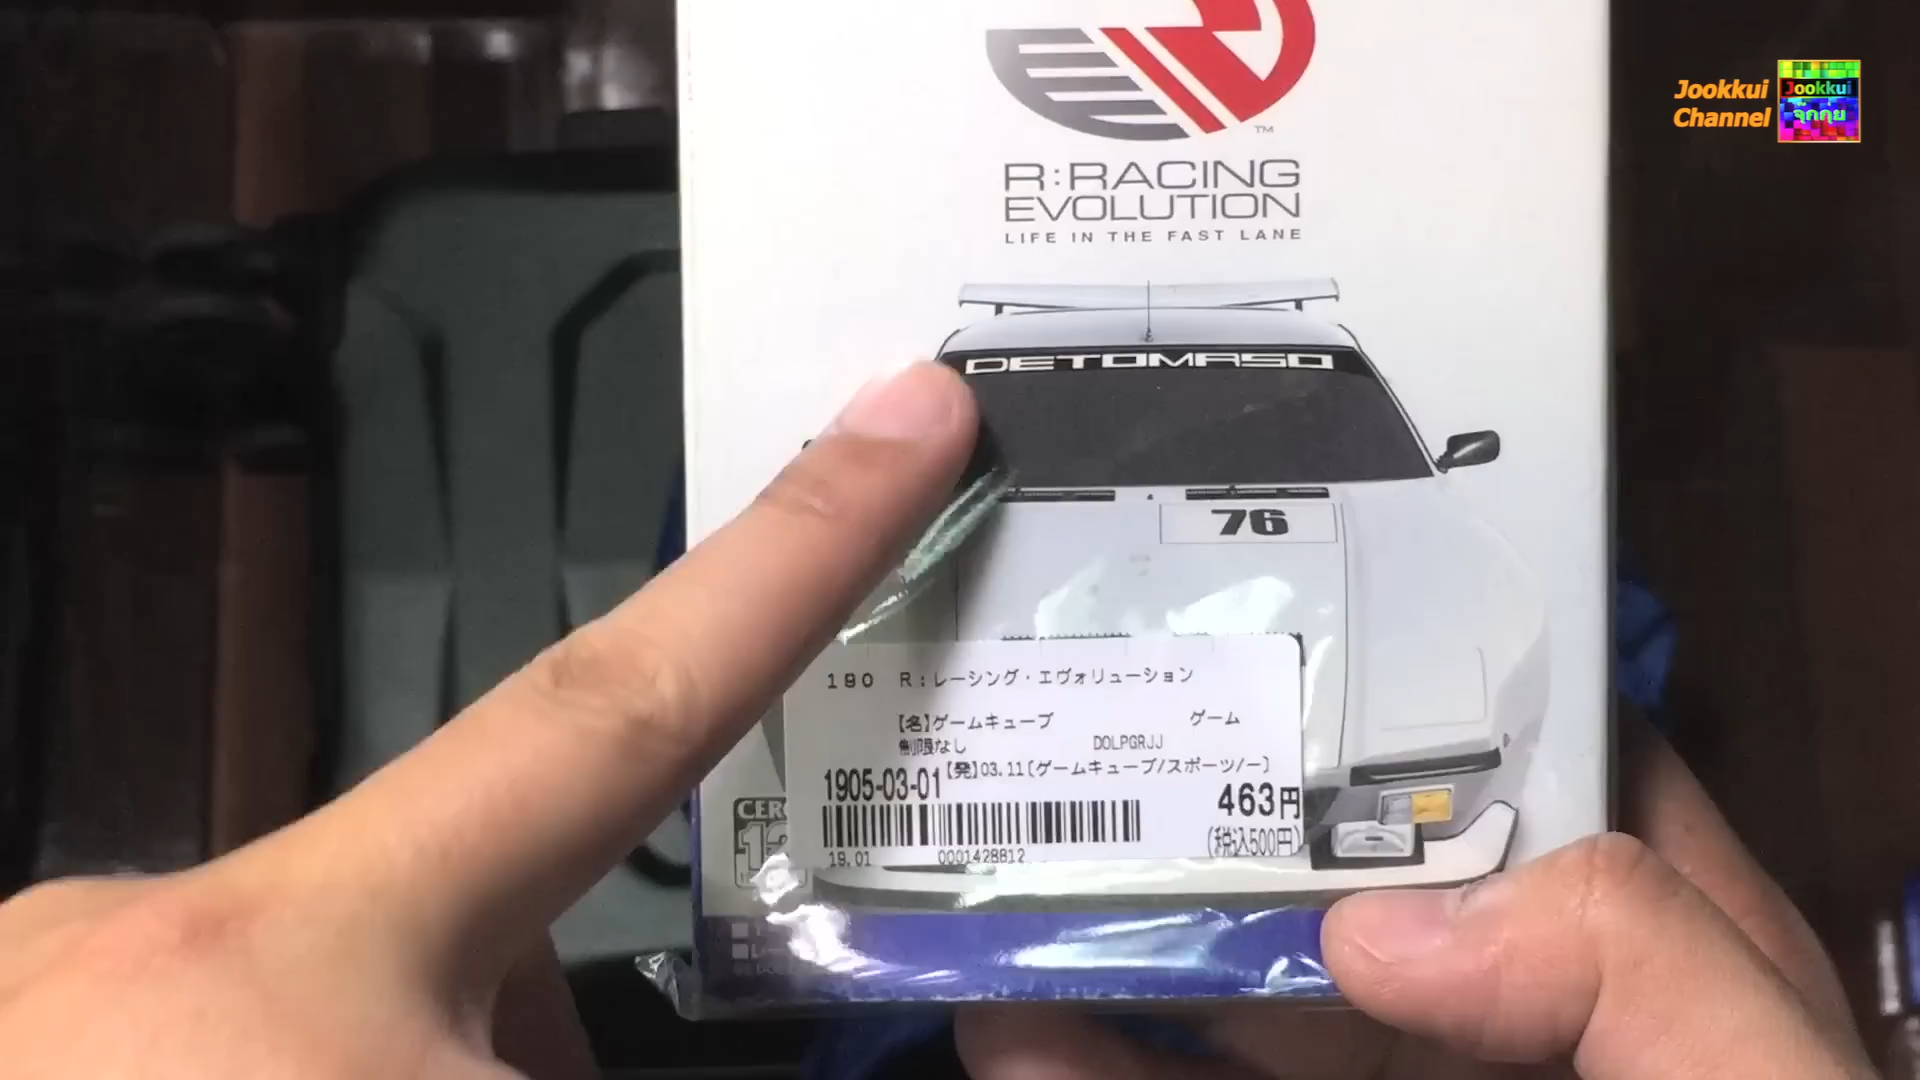 Jookkui
Channel
Jookkui
จุ๊กกุย
TM
R:RACING
EVOLUTION
LIFE IN THE FAST LANE
DETOMASO
76
190 R:レーシング・エヴォリューション
【名】ゲームキューブ ゲーム
制限なし DOLPGRJJ
1905-03-01 【発】03.11〔ゲームキューブ/スポーツ/ー〕
463円
(税込500円)
19.01 0001428812
CERO
12